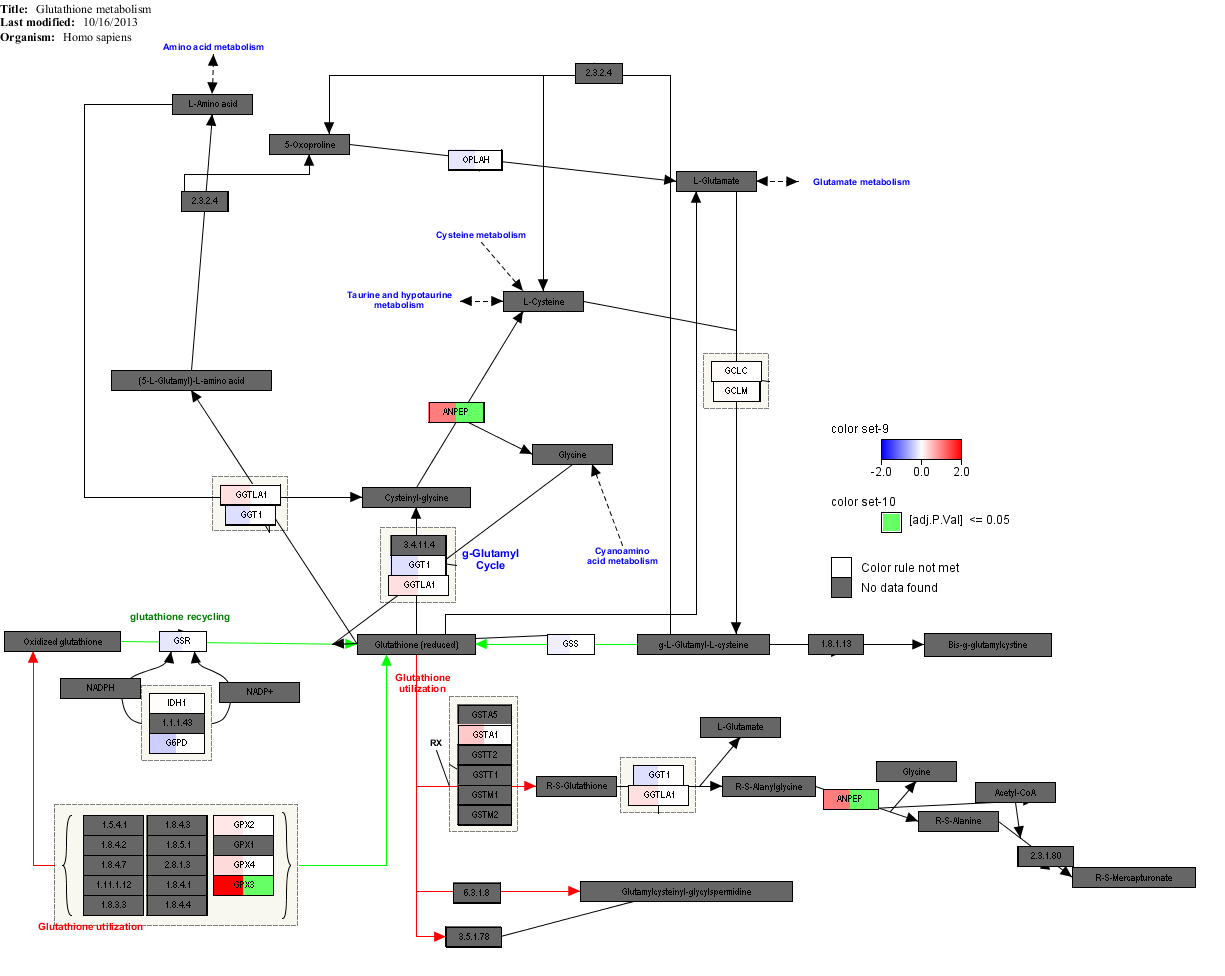 Title: Glutathione metabolism
Last modified: 10/16/2013
Organism: Homo sapiens
Amino acid metabolism
2.3.2.4
L-Amino acid
5-Oxoproline
OPLAH
L-Glutamate
Glutamate metabolism
2.3.2.4
Cysteine metabolism
Taurine and hypotaurine
metabolism
L-Cysteine
(5-L-Glutamyl)-L-amino acid
GCLC
GCLM
ANPEP
color set-9
-2.0 0.0 2.0
Glycine
GGTLA1
GGT1
Cysteinyl-glycine
color set-10
[adj.P.Val] <= 0.05
3.4.11.4
GGT1
GGTLA1
g-Glutamyl
Cycle
Cyanoamino
acid metabolism
Color rule not met
No data found
glutathione recycling
Oxidized glutathione
GSR
Glutathione (reduced)
GSS
g-L-Glutamyl-L-cysteine
1.8.1.13
Bis-g-glutamylcystine
NADPH
NADP+
Glutathione
utilization
IDH1
1.1.1.43
G6PD
RX
GSTA5
GSTA1
GSTT2
GSTT1
GSTM1
GSTM2
L-Glutamate
R-S-Glutathione
GGT1
GGTLA1
R-S-Alanylglycine
Glycine
ANPEP
Acetyl-CoA
R-S-Alanine
2.3.1.80
R-S-Mercapturonate
1.5.4.1 1.8.4.3 GPX2
1.8.4.2 1.8.5.1 GPX1
1.8.4.7 2.8.1.3 GPX4
1.11.1.12 1.8.4.1 GPX3
1.8.3.3 1.8.4.4
Glutathione utilization
6.3.1.8
Glutamylcysteinyl-glycylspermidine
3.5.1.78